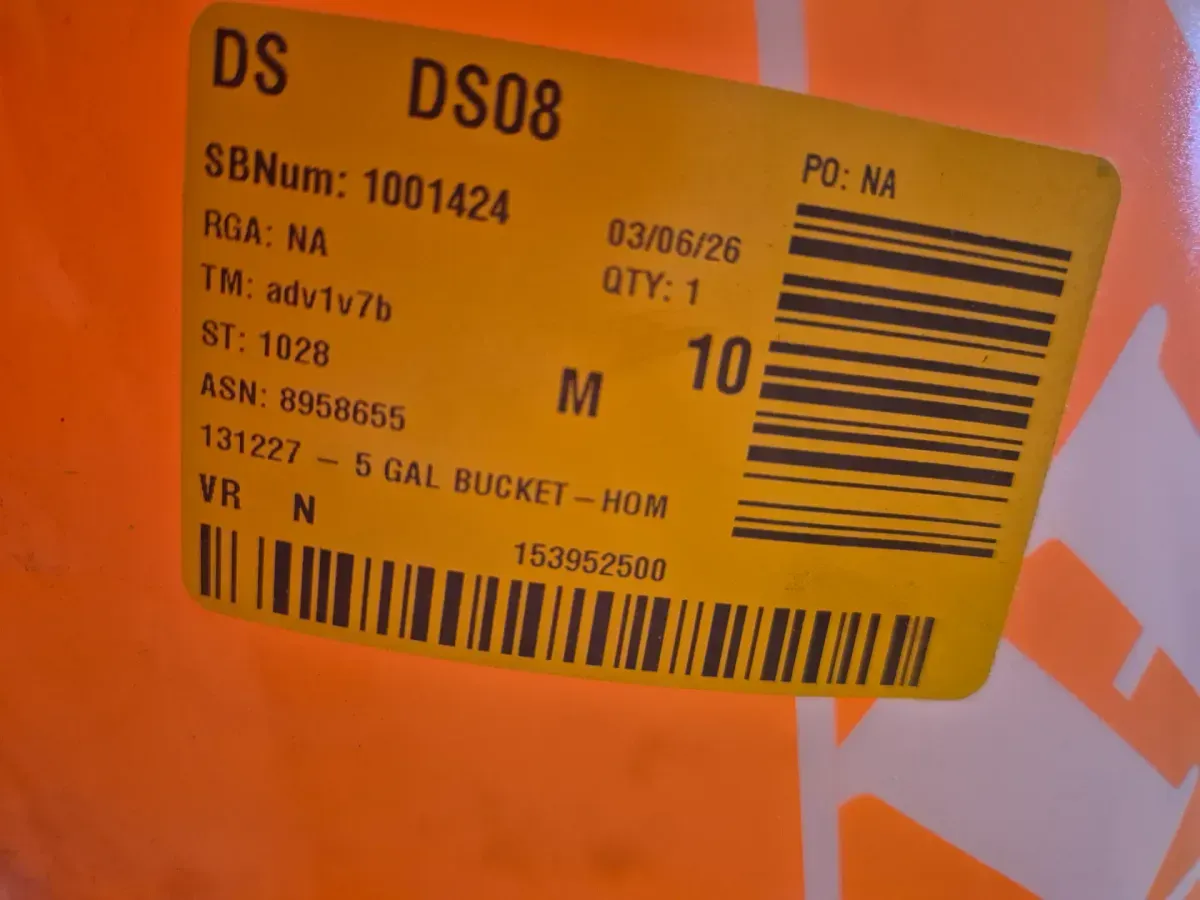 DS DS08
SBNum: 1001424
PO: NA
RGA: NA
03/06/26
TM: adv1v7b
QTY: 1
ST: 1028
M 10
ASN: 8958655
131227 – 5 GAL BUCKET–HOM
VR N
153952500